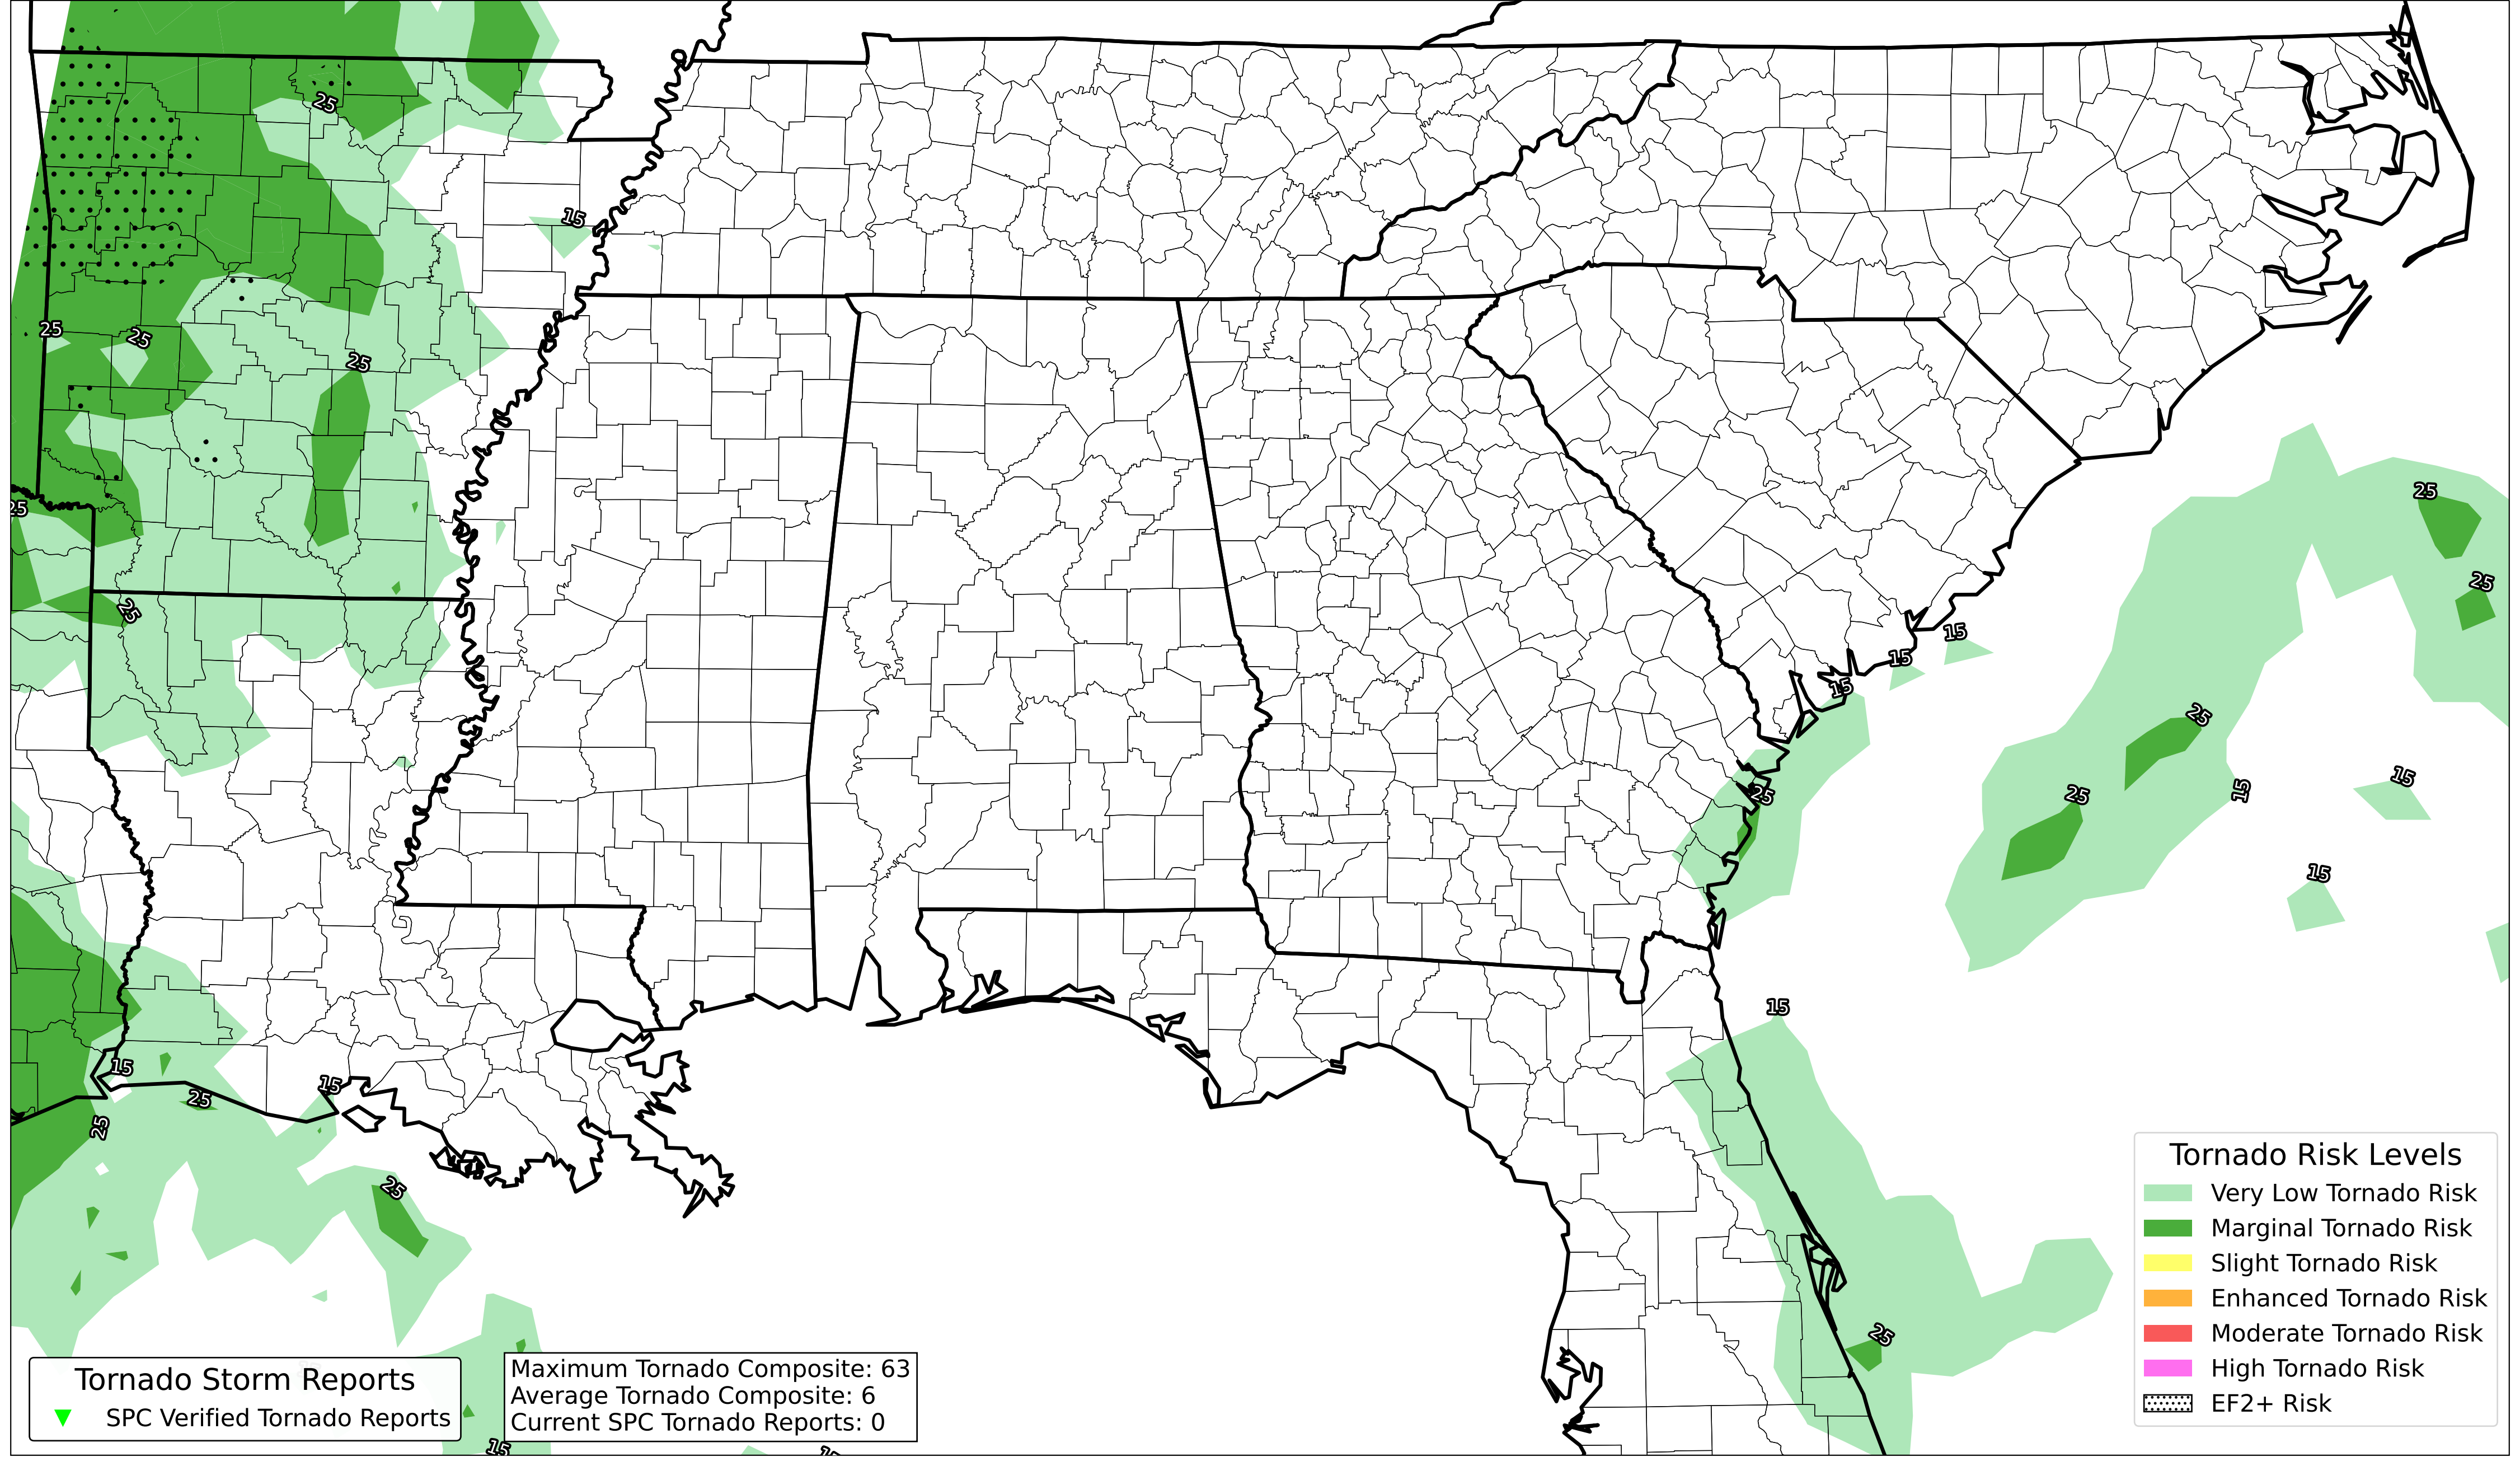 25
15
25
25
25
25
25
25
25
15
15
15
25
25
25
15
15
15
15
15
25
15
25
25
25
15
15
Tornado Risk Levels
Very Low Tornado Risk
Marginal Tornado Risk
Slight Tornado Risk
Enhanced Tornado Risk
Moderate Tornado Risk
High Tornado Risk
EF2+ Risk
Tornado Storm Reports
SPC Verified Tornado Reports
Maximum Tornado Composite: 63
Average Tornado Composite: 6
Current SPC Tornado Reports: 0